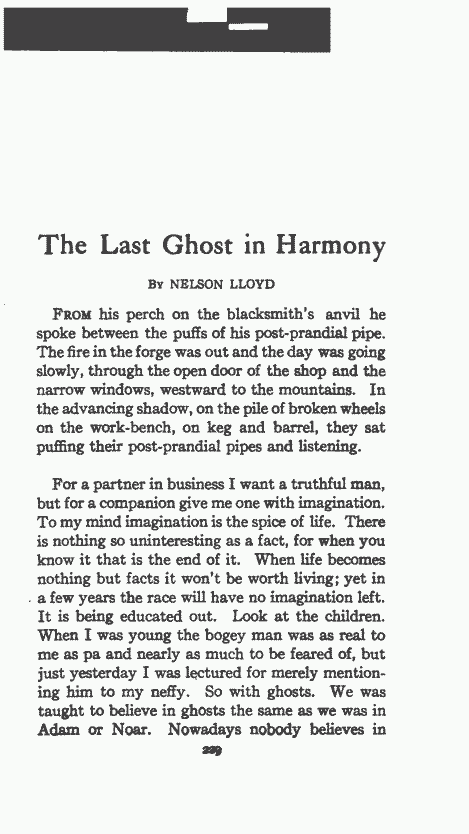 The Last Ghost in Harmony
By NELSON LLOYD
FROM his perch on the blacksmith's anvil he
spoke between the puffs of his post-prandial pipe.
The fire in the forge was out and the day was going
slowly, through the open door of the shop and the
narrow windows, westward to the mountains. In
the advancing shadow, on the pile of broken wheels
on the work-bench, on keg and barrel, they sat
puffing their post-prandial pipes and listening.
For a partner in business I want a truthful man,
but for a companion give me one with imagination.
To my mind imagination is the spice of life. There
is nothing so uninteresting as a fact, for when you
know it that is the end of it. When life becomes
nothing but facts it won't be worth living; yet in
a few years the race will have no imagination left.
It is being educated out. Look at the children.
When I was young the bogey man was as real to
me as pa and nearly as much to be feared of, but
just yesterday I was lectured for merely mention-
ing him to my neffy. So with ghosts. We was
taught to believe in ghosts the same as we was in
Adam or Noar. Nowadays nobody believes in
229